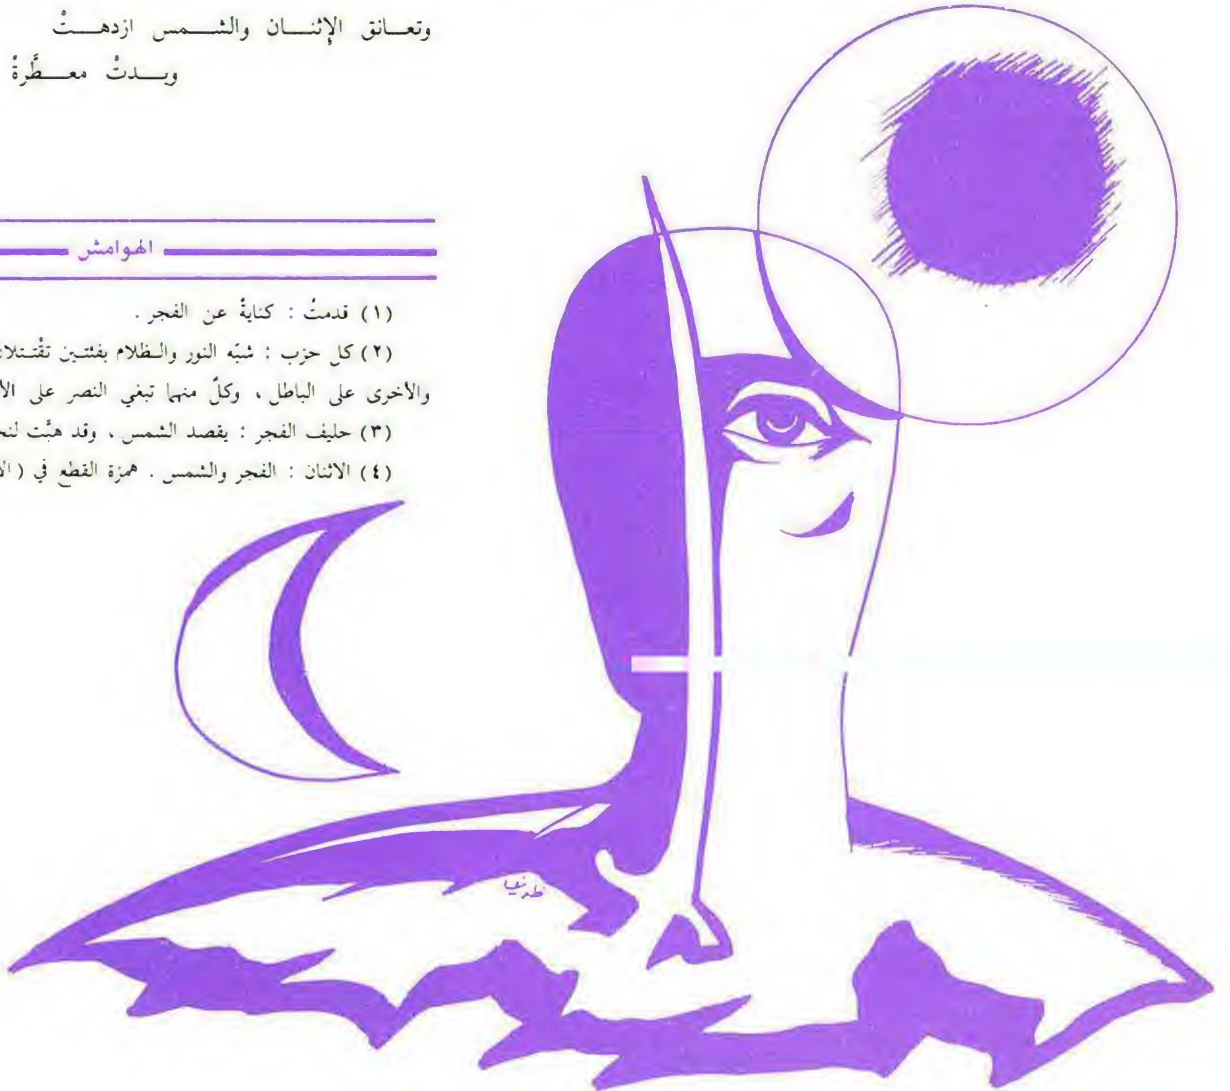 وتعانق الإثنان والشمس ازدهتْ
وبدتْ معطَّرةً
الهوامش
(١) قدمتُ : كنايةً عن الفجر .
(٢) كل حزب : شبّه النور والظلام بفئتين تقْتتلا
والأخرى على الباطل ، وكلّ منهما تبغي النصر على الأ
(٣) حليف الفجر : يقصد الشمس ، وقد هبَّت لنج
(٤) الاثنان : الفجر والشمس . همزة القطع في ( الا